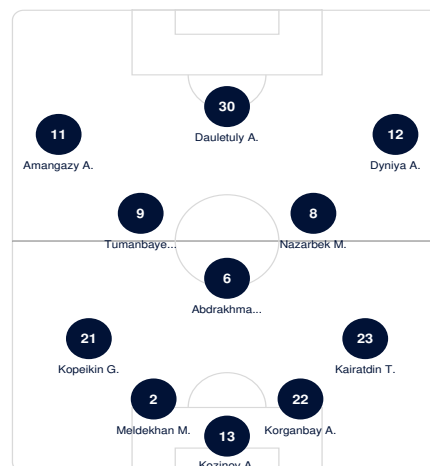 30
Dauletuly A.
11
Amangazy A.
12
Dyniya A.
9
Tumanbaye...
8
Nazarbek M.
6
Abdrakhma...
21
Kopeikin G.
23
Kairatdin T.
2
Meldekhan M.
22
Korganbay A.
13